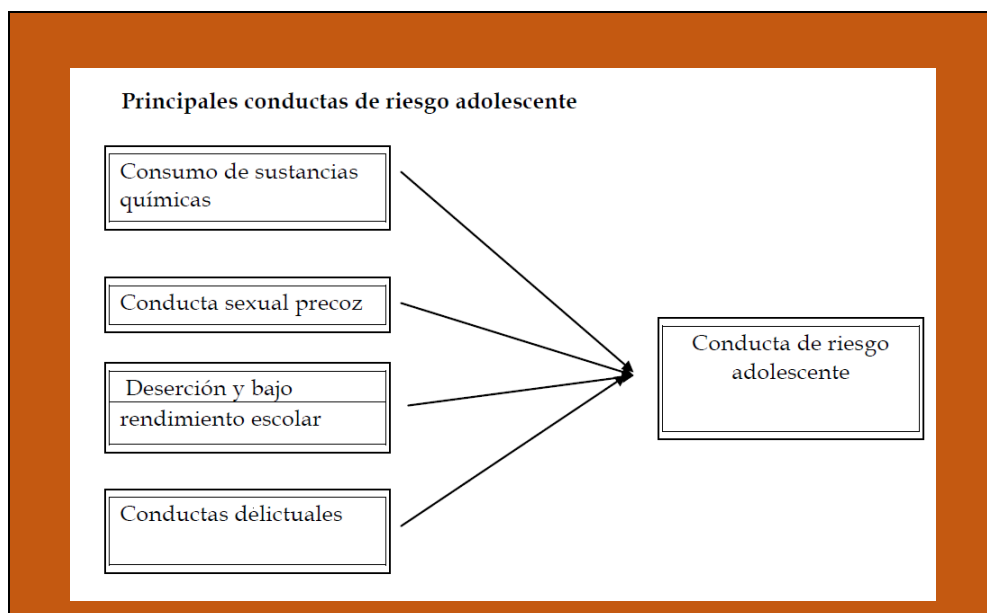 Principales conductas de riesgo adolescente
Consumo de sustancias
químicas
Conducta sexual precoz
Deserción y bajo
rendimiento escolar
Conductas delictuales
Conducta de riesgo
adolescente